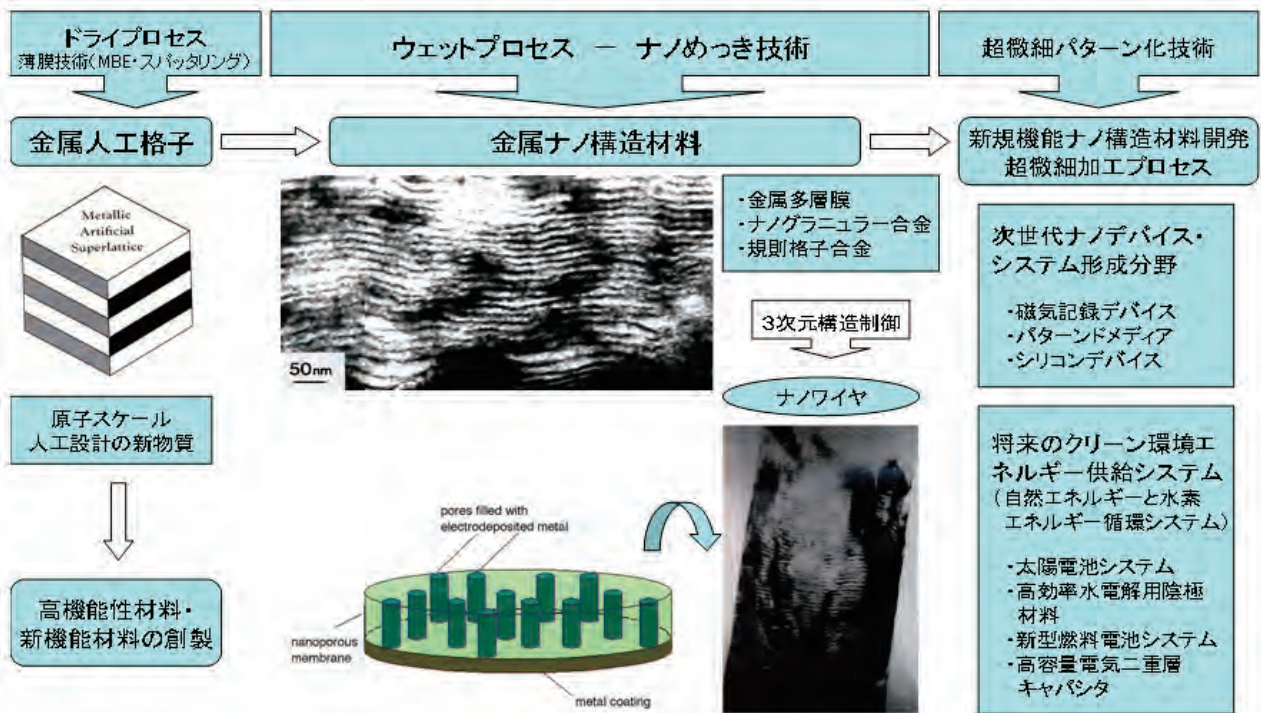 ドライプロセス
薄膜技術(MBE・スパッタリング)
ウェットプロセス － ナノめっき技術
超微細パターン化技術
金属人工格子
金属ナノ構造材料
新規機能ナノ構造材料開発
超微細加工プロセス
Metallic
Artificial
Superlattice
原子スケール
人工設計の新物質
高機能性材料・
新機能材料の創製
50nm
・金属多層膜
・ナノグラニュラー合金
・規則格子合金
3次元構造制御
ナノワイヤ
pores filled with
electrodeposited metal
nanoporous
membrane
metal coating
次世代ナノデバイス・
システム形成分野
・磁気記録デバイス
・パターンドメディア
・シリコンデバイス
将来のクリーン環境エ
ネルギー供給システム
(自然エネルギーと水素
エネルギー循環システム)
・太陽電池システム
・高効率水電解用陰極
材料
・新型燃料電池システム
・高容量電気二重層
キャパシタ